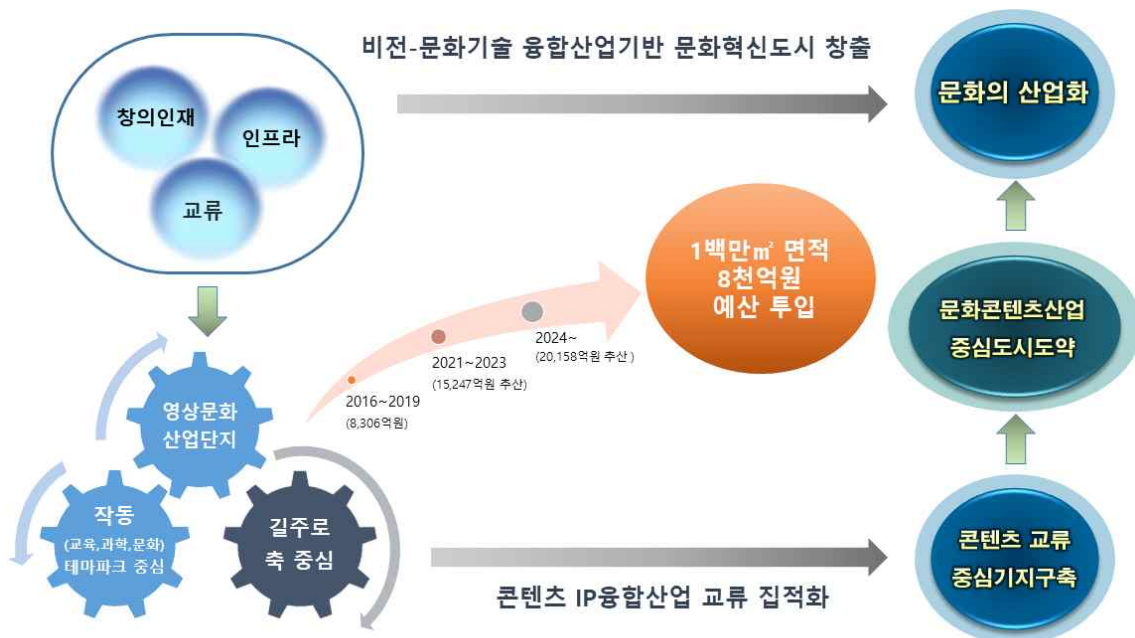 비전-문화기술 융합산업기반 문화혁신도시 창출
창의인재
인프라
교류
문화의 산업화
1백만㎡ 면적
8천억원
예산 투입
문화콘텐츠산업
중심도시도약
2024~
(20,158억원 추산 )
2021~2023
(15,247억원 추산)
2016~2019
(8,306억원)
영상문화
산업단지
작동
(교육,과학,문화)
테마파크 중심
길주로
축 중심
콘텐츠 교류
중심기지구축
콘텐츠 IP융합산업 교류 집적화